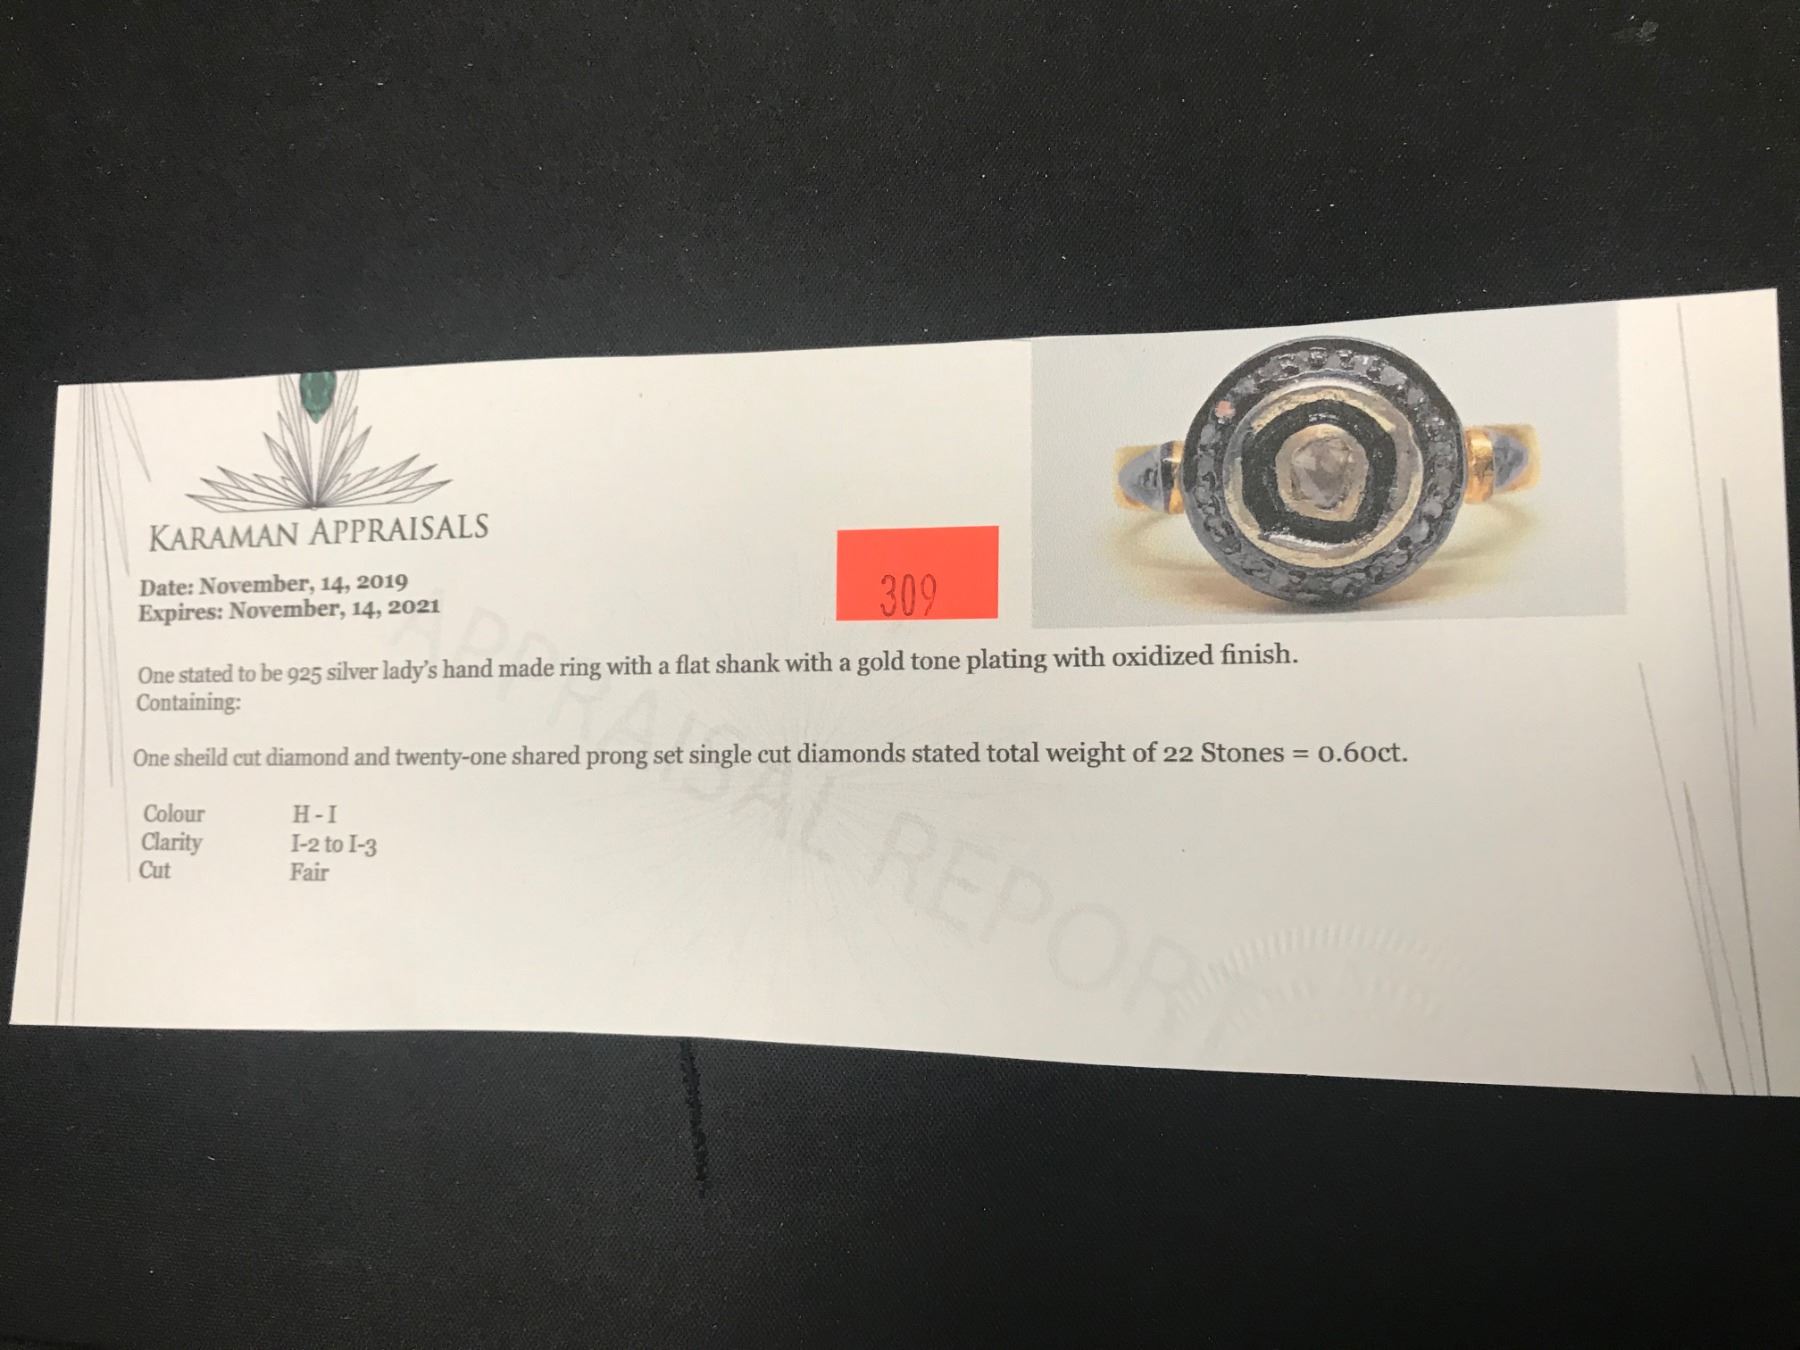 KARAMAN APPRAISALS
Date: November, 14, 2019
Expires: November, 14, 2021
309
One stated to be 925 silver lady's hand made ring with a flat shank with a gold tone plating with oxidized finish.
Containing:
One sheild cut diamond and twenty-one shared prong set single cut diamonds stated total weight of 22 Stones = 0.60ct.
Colour H - I
Clarity I-2 to I-3
Cut Fair
APPRAISAL REPORT